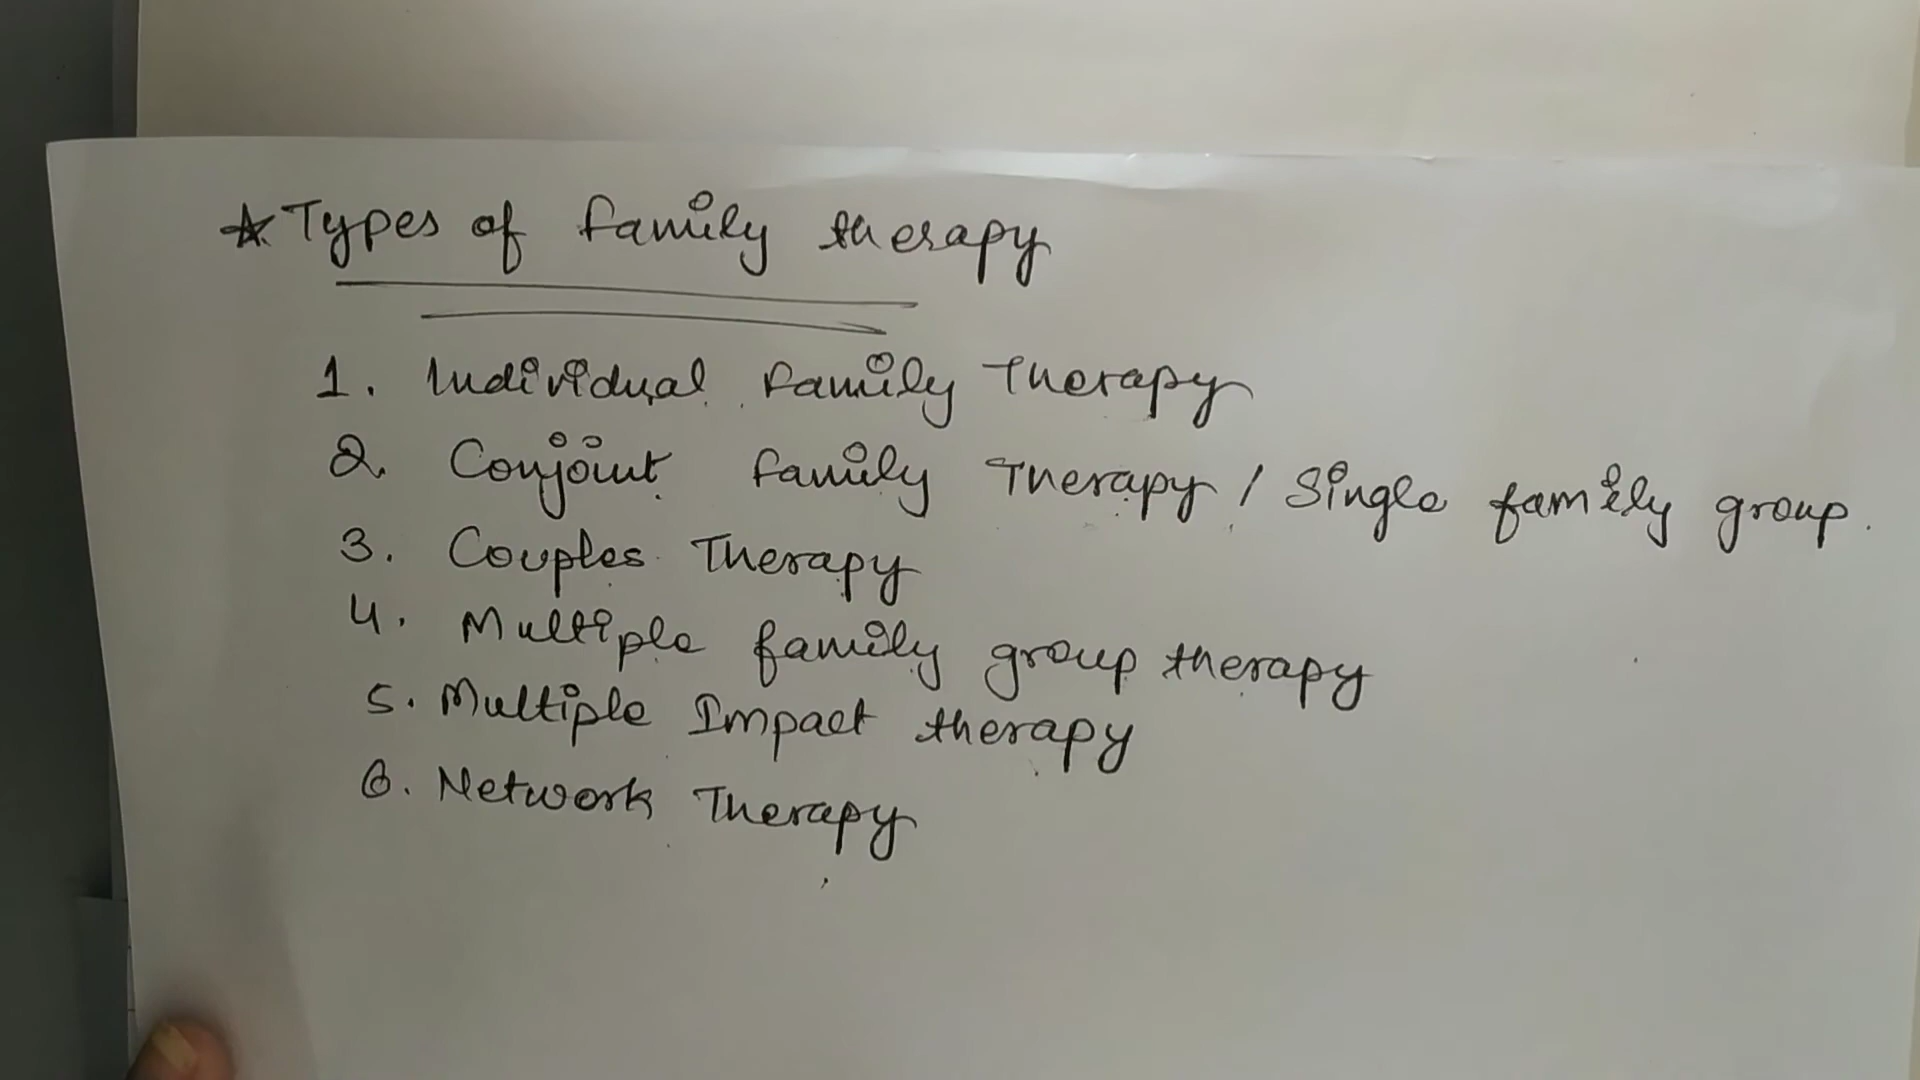 ★ Types of family therapy
1. Individual family Therapy
2. Conjoint family Therapy / Single family group.
3. Couples Therapy
4. Multiple family group therapy
5. Multiple Impact therapy
6. Network Therapy